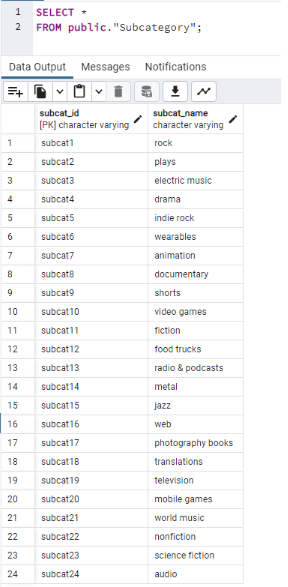 1 SELECT *
2 FROM public."Subcategory";
Data Output Messages Notifications
subcat_id subcat_name
[PK] character varying character varying
1 subcat1 rock
2 subcat2 plays
3 subcat3 electric music
4 subcat4 drama
5 subcat5 indie rock
6 subcat6 wearables
7 subcat7 animation
8 subcat8 documentary
9 subcat9 shorts
10 subcat10 video games
11 subcat11 fiction
12 subcat12 food trucks
13 subcat13 radio & podcasts
14 subcat14 metal
15 subcat15 jazz
16 subcat16 web
17 subcat17 photography books
18 subcat18 translations
19 subcat19 television
20 subcat20 mobile games
21 subcat21 world music
22 subcat22 nonfiction
23 subcat23 science fiction
24 subcat24 audio